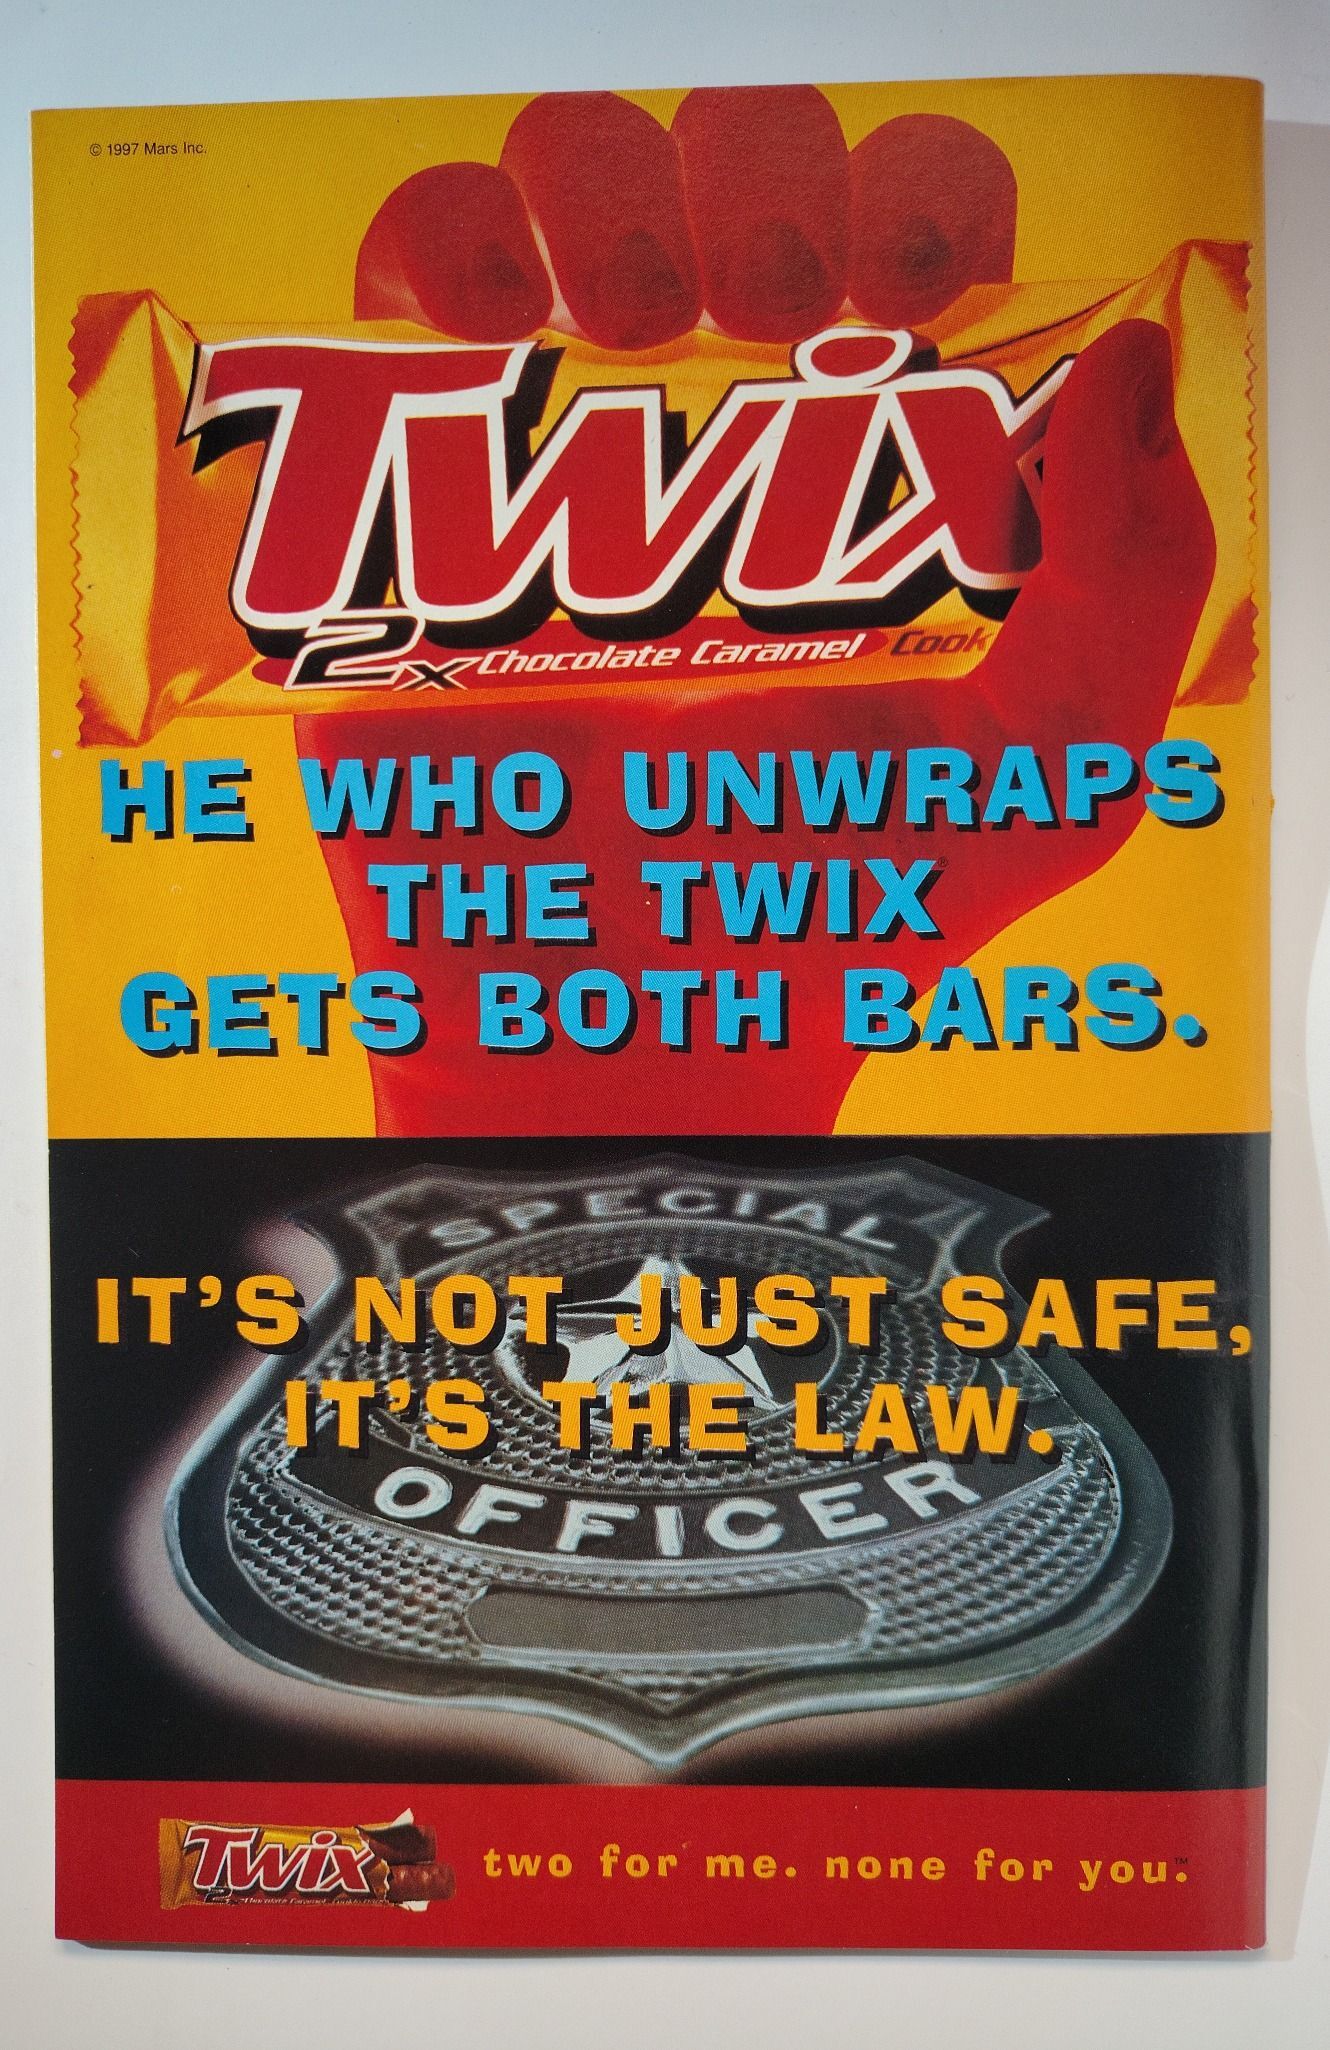 © 1997 Mars Inc.
Twix
2x Chocolate Caramel Cook
HE WHO UNWRAPS
THE TWIX®
GETS BOTH BARS.
SPECIAL
IT'S NOT JUST SAFE,
IT'S THE LAW.
OFFICER
Twix
two for me. none for you.™